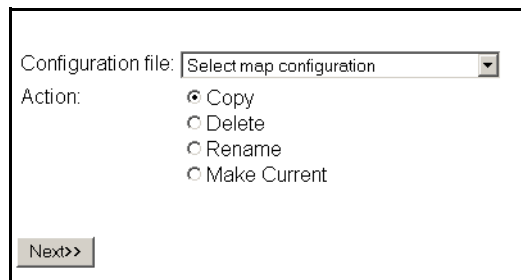 Configuration file: Select map configuration
Action:
Copy
Delete
Rename
Make Current
Next>>